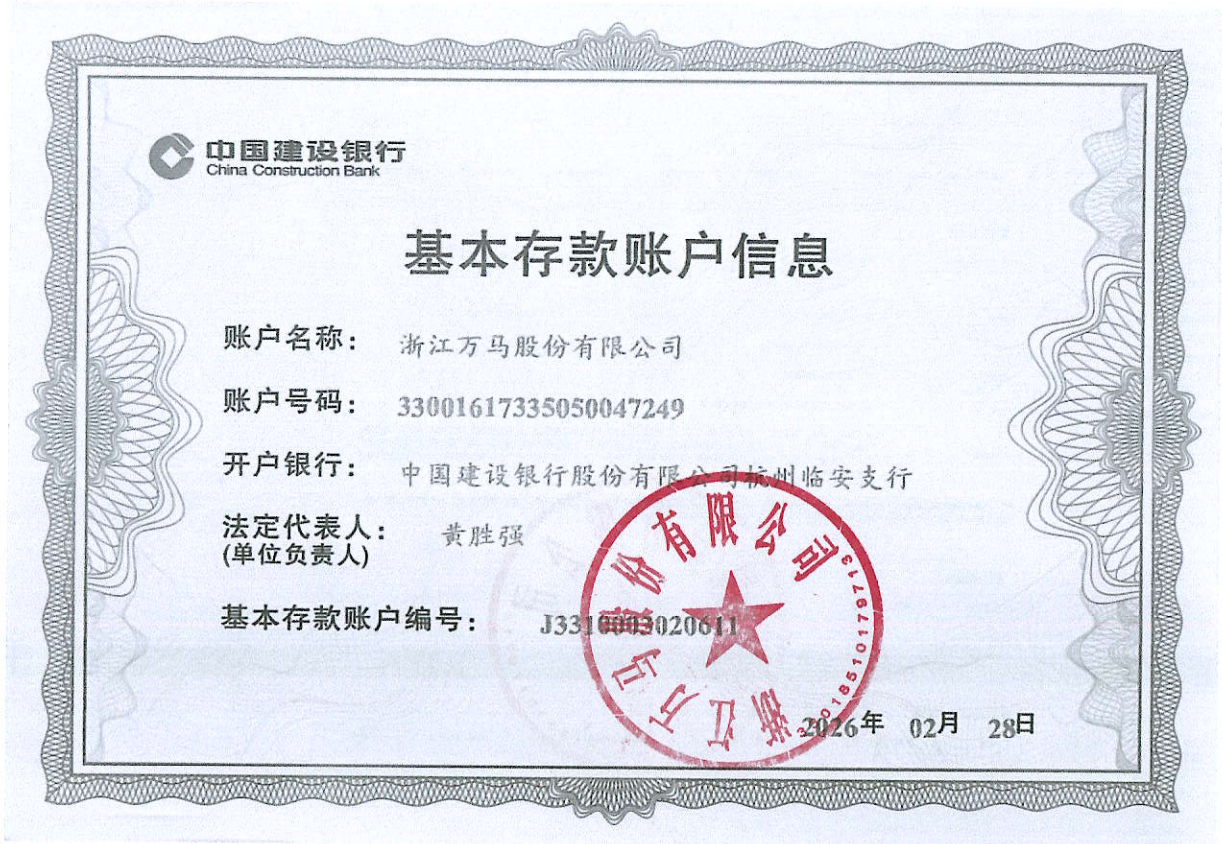 中国建设银行
China Construction Bank
基本存款账户信息
账户名称： 浙江万马股份有限公司
账户号码： 33001617335050047249
开户银行： 中国建设银行股份有限公司杭州临安支行
法定代表人： 黄胜强
(单位负责人)
基本存款账户编号： J3310003020611
2026年 02月 28日
浙江万马股份有限公司